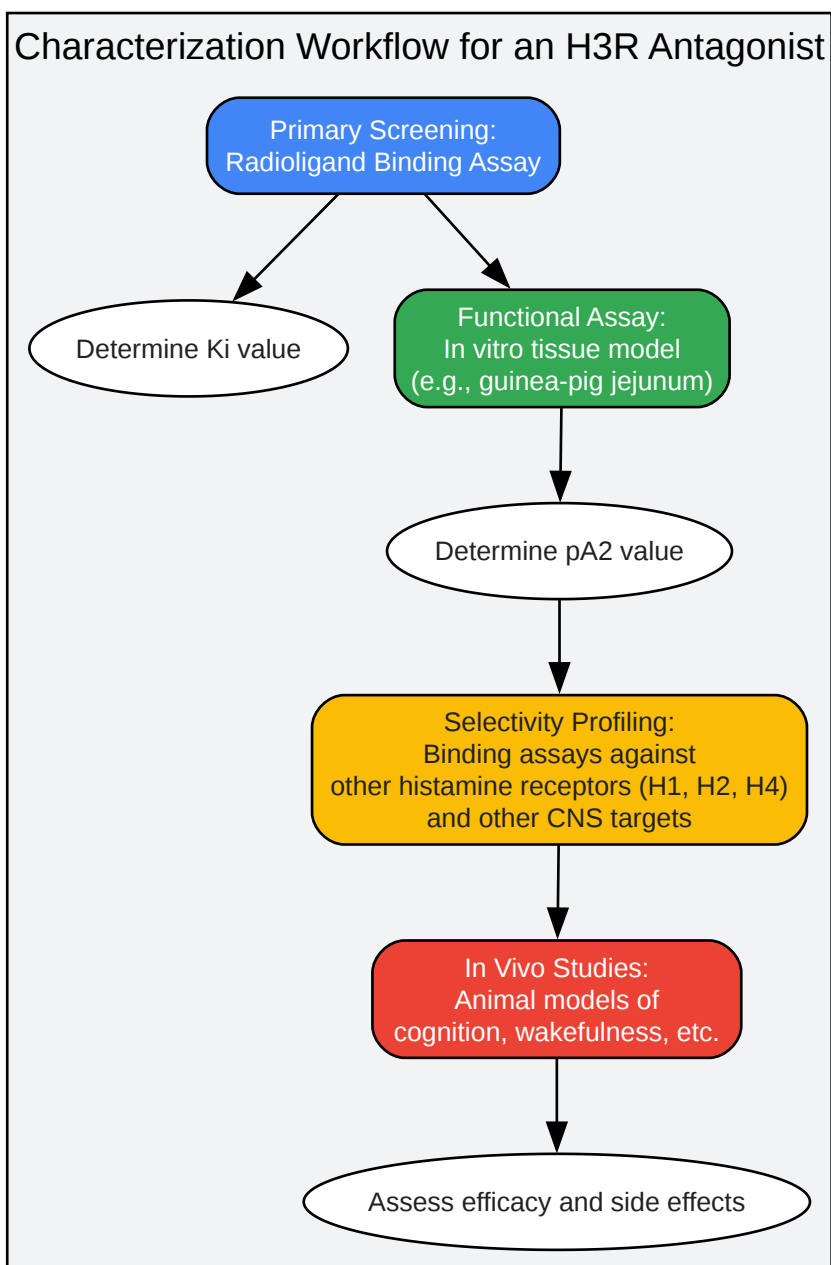 Characterization Workflow for an H3R Antagonist
Primary Screening:
Radioligand Binding Assay
Determine Ki value
Functional Assay:
In vitro tissue model
(e.g., guinea-pig jejunum)
Determine pA2 value
Selectivity Profiling:
Binding assays against
other histamine receptors (H1, H2, H4)
and other CNS targets
In Vivo Studies:
Animal models of
cognition, wakefulness, etc.
Assess efficacy and side effects